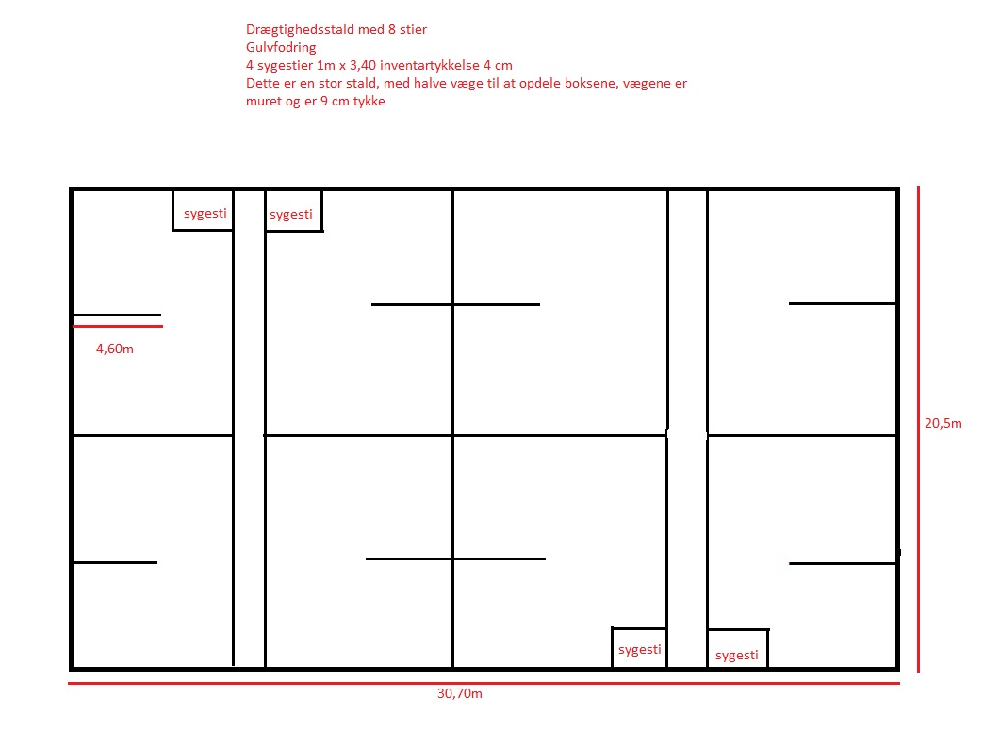 Drægtighedsstald med 8 stier
Gulvfodring
4 sygestier 1m x 3,40 inventartykkelse 4 cm
Dette er en stor stald, med halve væge til at opdele boksene, vægene er
muret og er 9 cm tykke
sygesti
sygesti
4,60m
20,5m
sygesti
sygesti
30,70m